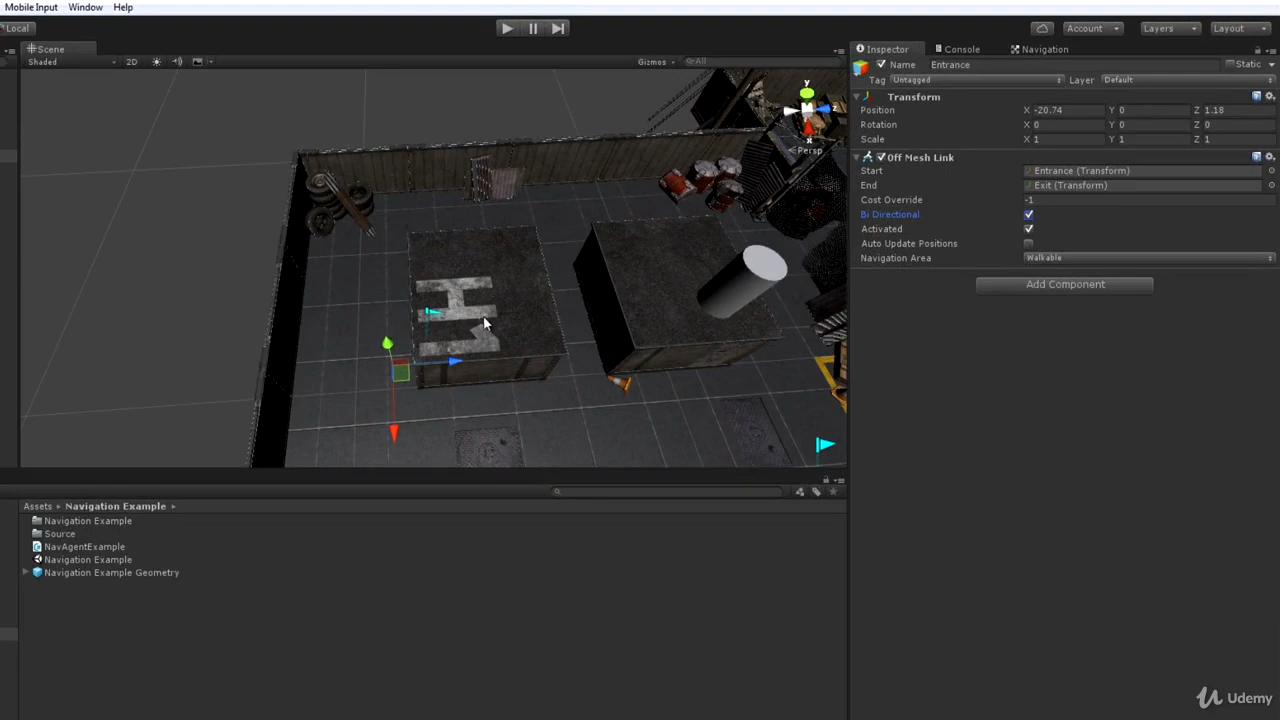 Mobile Input Window Help
Local Account Layers Layout
Scene Inspector Console Navigation
Shaded 2D Gizmos All
Name Entrance Static
Tag Untagged Layer Default
Transform
Position X -20.74 Y 0 Z 1.18
Rotation X 0 Y 0 Z 0
Scale X 1 Y 1 Z 1
Off Mesh Link
Start Entrance (Transform)
End Exit (Transform)
Cost Override -1
Bi Directional
Activated
Auto Update Positions
Navigation Area Walkable
Add Component
y
z
x
Persp
Assets Navigation Example
Navigation Example
Source
NavAgentExample
Navigation Example
Navigation Example Geometry
Udemy